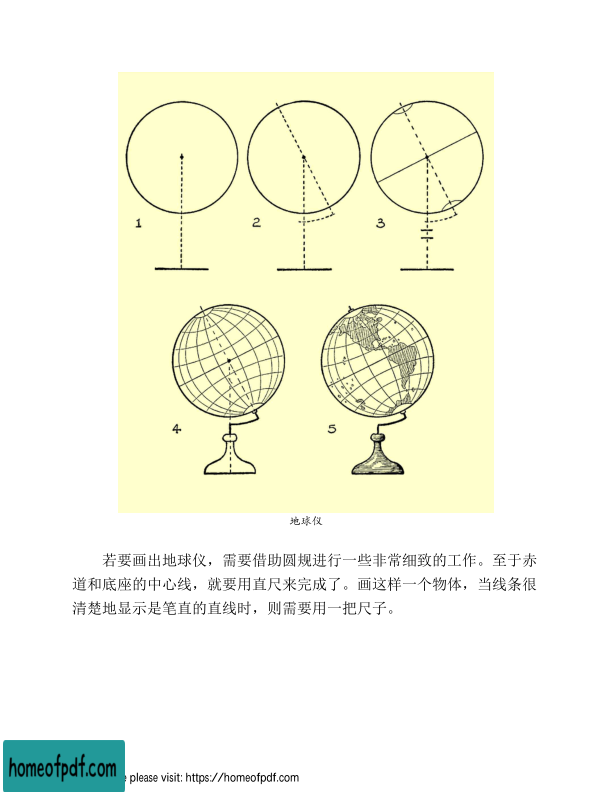 1
2
3
4
5
地球仪
若要画出地球仪，需要借助圆规进行一些非常细致的工作。至于赤
道和底座的中心线，就要用直尺来完成了。画这样一个物体，当线条很
清楚地显示是笔直的直线时，则需要用一把尺子。
homeofpdf.com
e please visit: https://homeofpdf.com